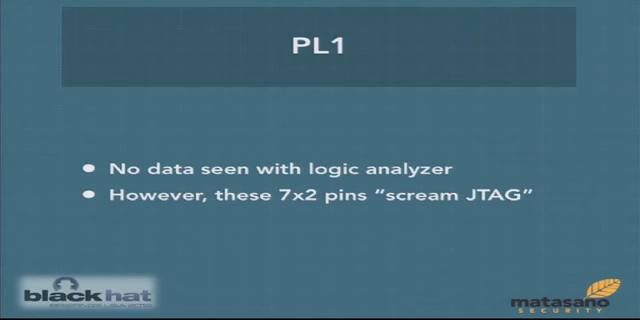 PL1
No data seen with logic analyzer
However, these 7x2 pins “scream JTAG”
black hat
matasano
SECURITY